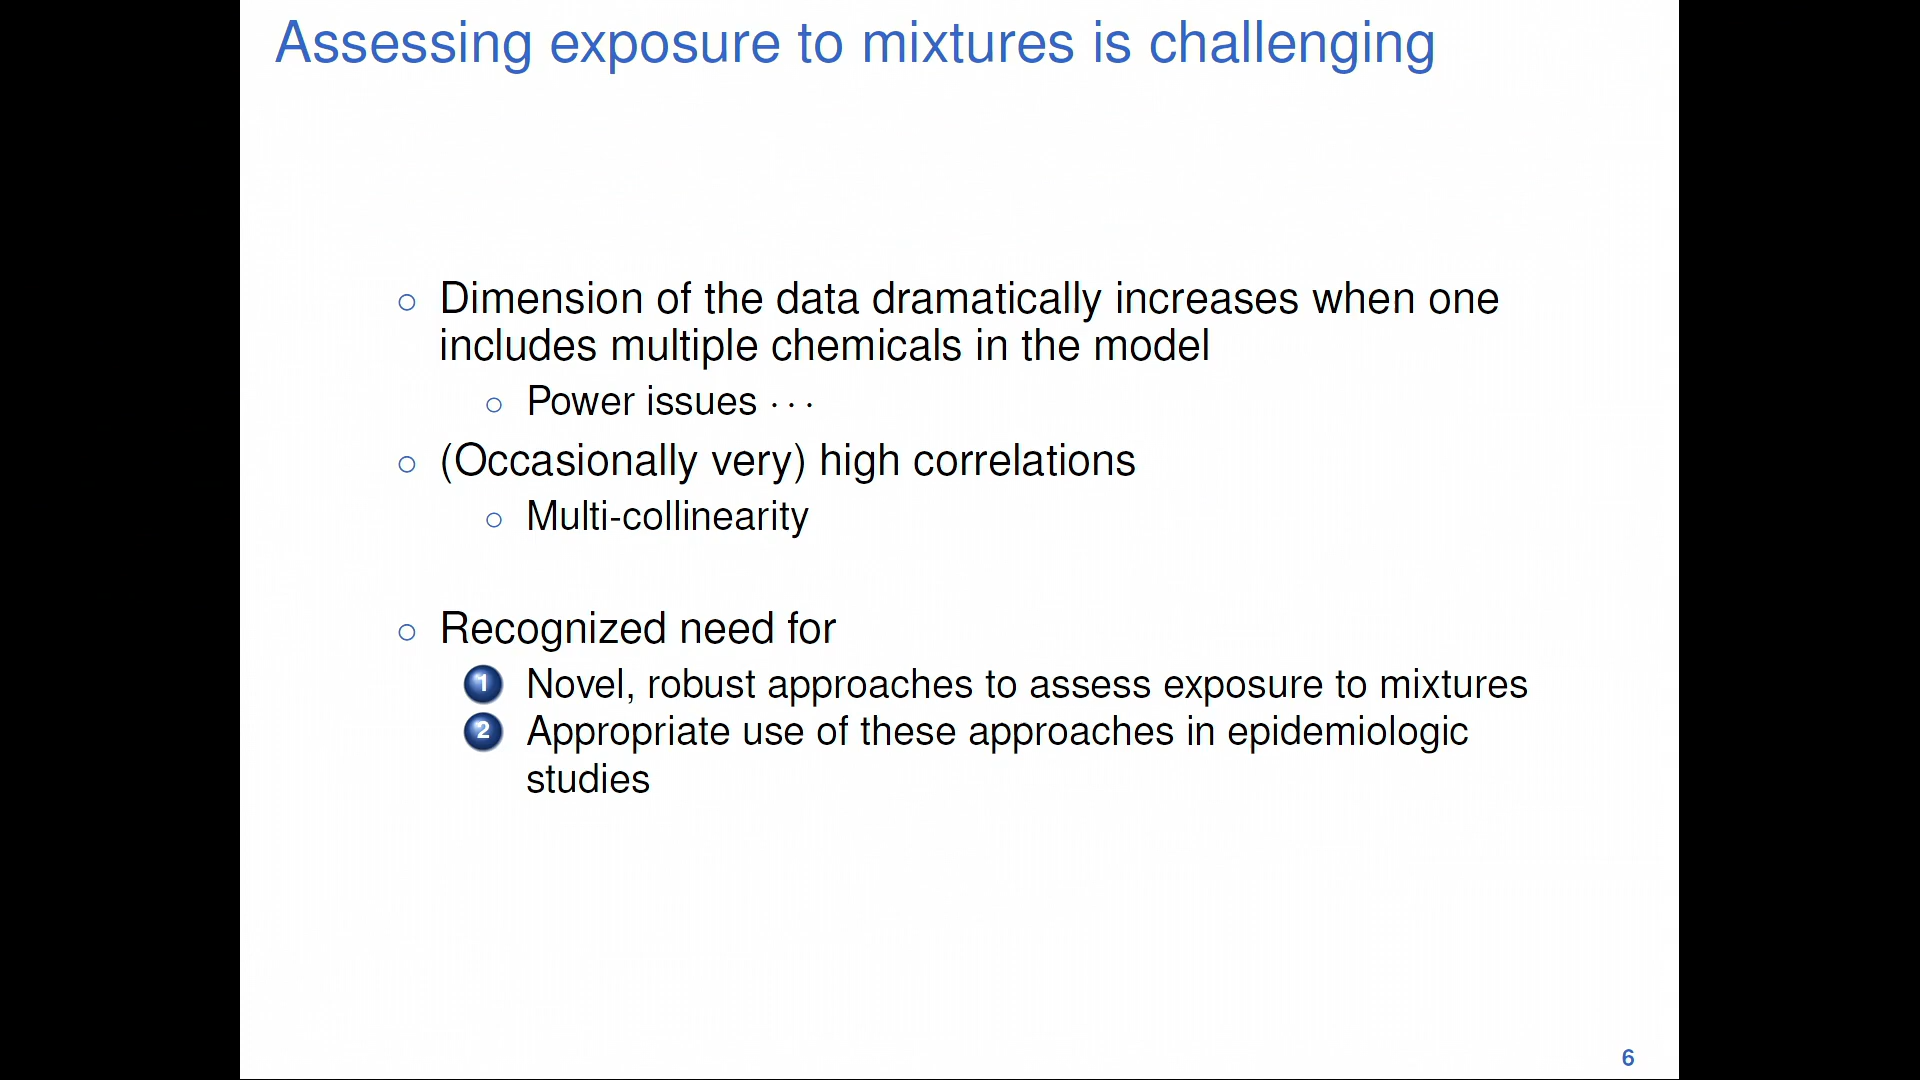 Assessing exposure to mixtures is challenging
Dimension of the data dramatically increases when one
includes multiple chemicals in the model
Power issues · · ·
(Occasionally very) high correlations
Multi-collinearity
Recognized need for
1 Novel, robust approaches to assess exposure to mixtures
2 Appropriate use of these approaches in epidemiologic
studies
6